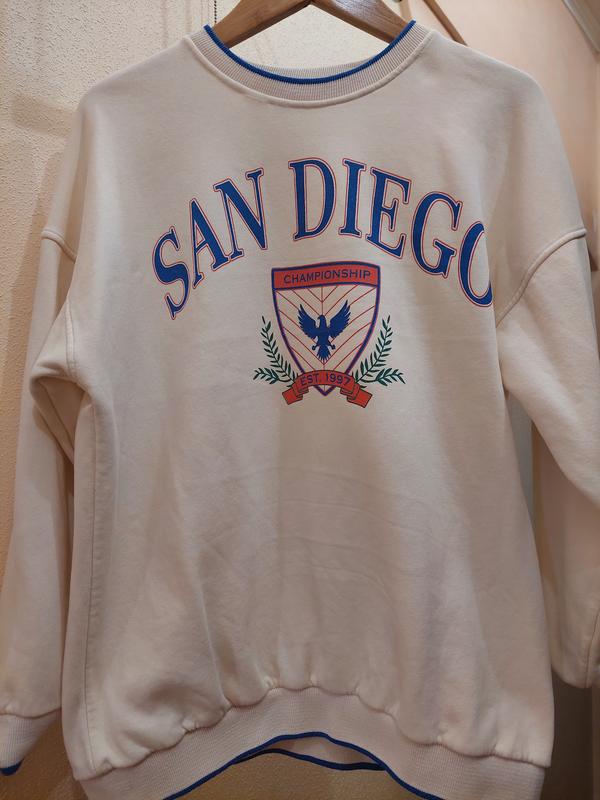 SAN DIEGO
CHAMPIONSHIP
EST. 1997